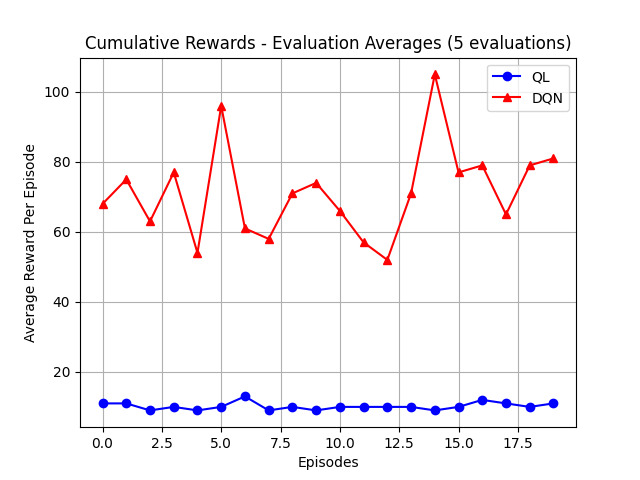 Cumulative Rewards - Evaluation Averages (5 evaluations)
QL
DQN
Average Reward Per Episode
100
80
60
40
20
0.0 2.5 5.0 7.5 10.0 12.5 15.0 17.5
Episodes